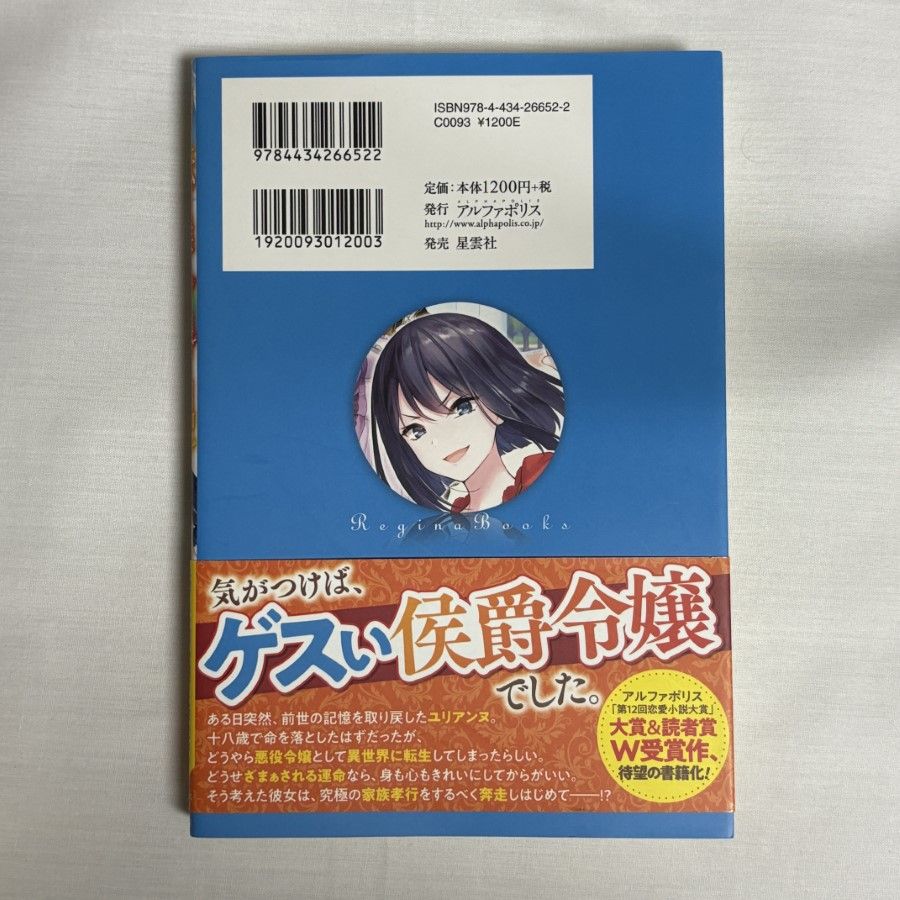 ISBN978-4-434-26652-2
C0093 ¥1200E
9784434266522
1920093012003
定価：本体1200円+税
ALPHAPOLIS
発行 アルファポリス
http://www.alphapolis.co.jp/
発売 星雲社
Regina Books
気がつけば、
ゲスい侯爵令嬢
でした。
ある日突然、前世の記憶を取り戻したユリアンヌ。
十八歳で命を落としたはずだったが、
どうやら悪役令嬢として異世界に転生してしまったらしい。
どうせざまぁされる運命なら、身も心もきれいにしてからがいい。
そう考えた彼女は、究極の家族孝行をするべく奔走しはじめて――!?
アルファポリス
「第12回恋愛小説大賞」
大賞&読者賞
W受賞作、
待望の書籍化!